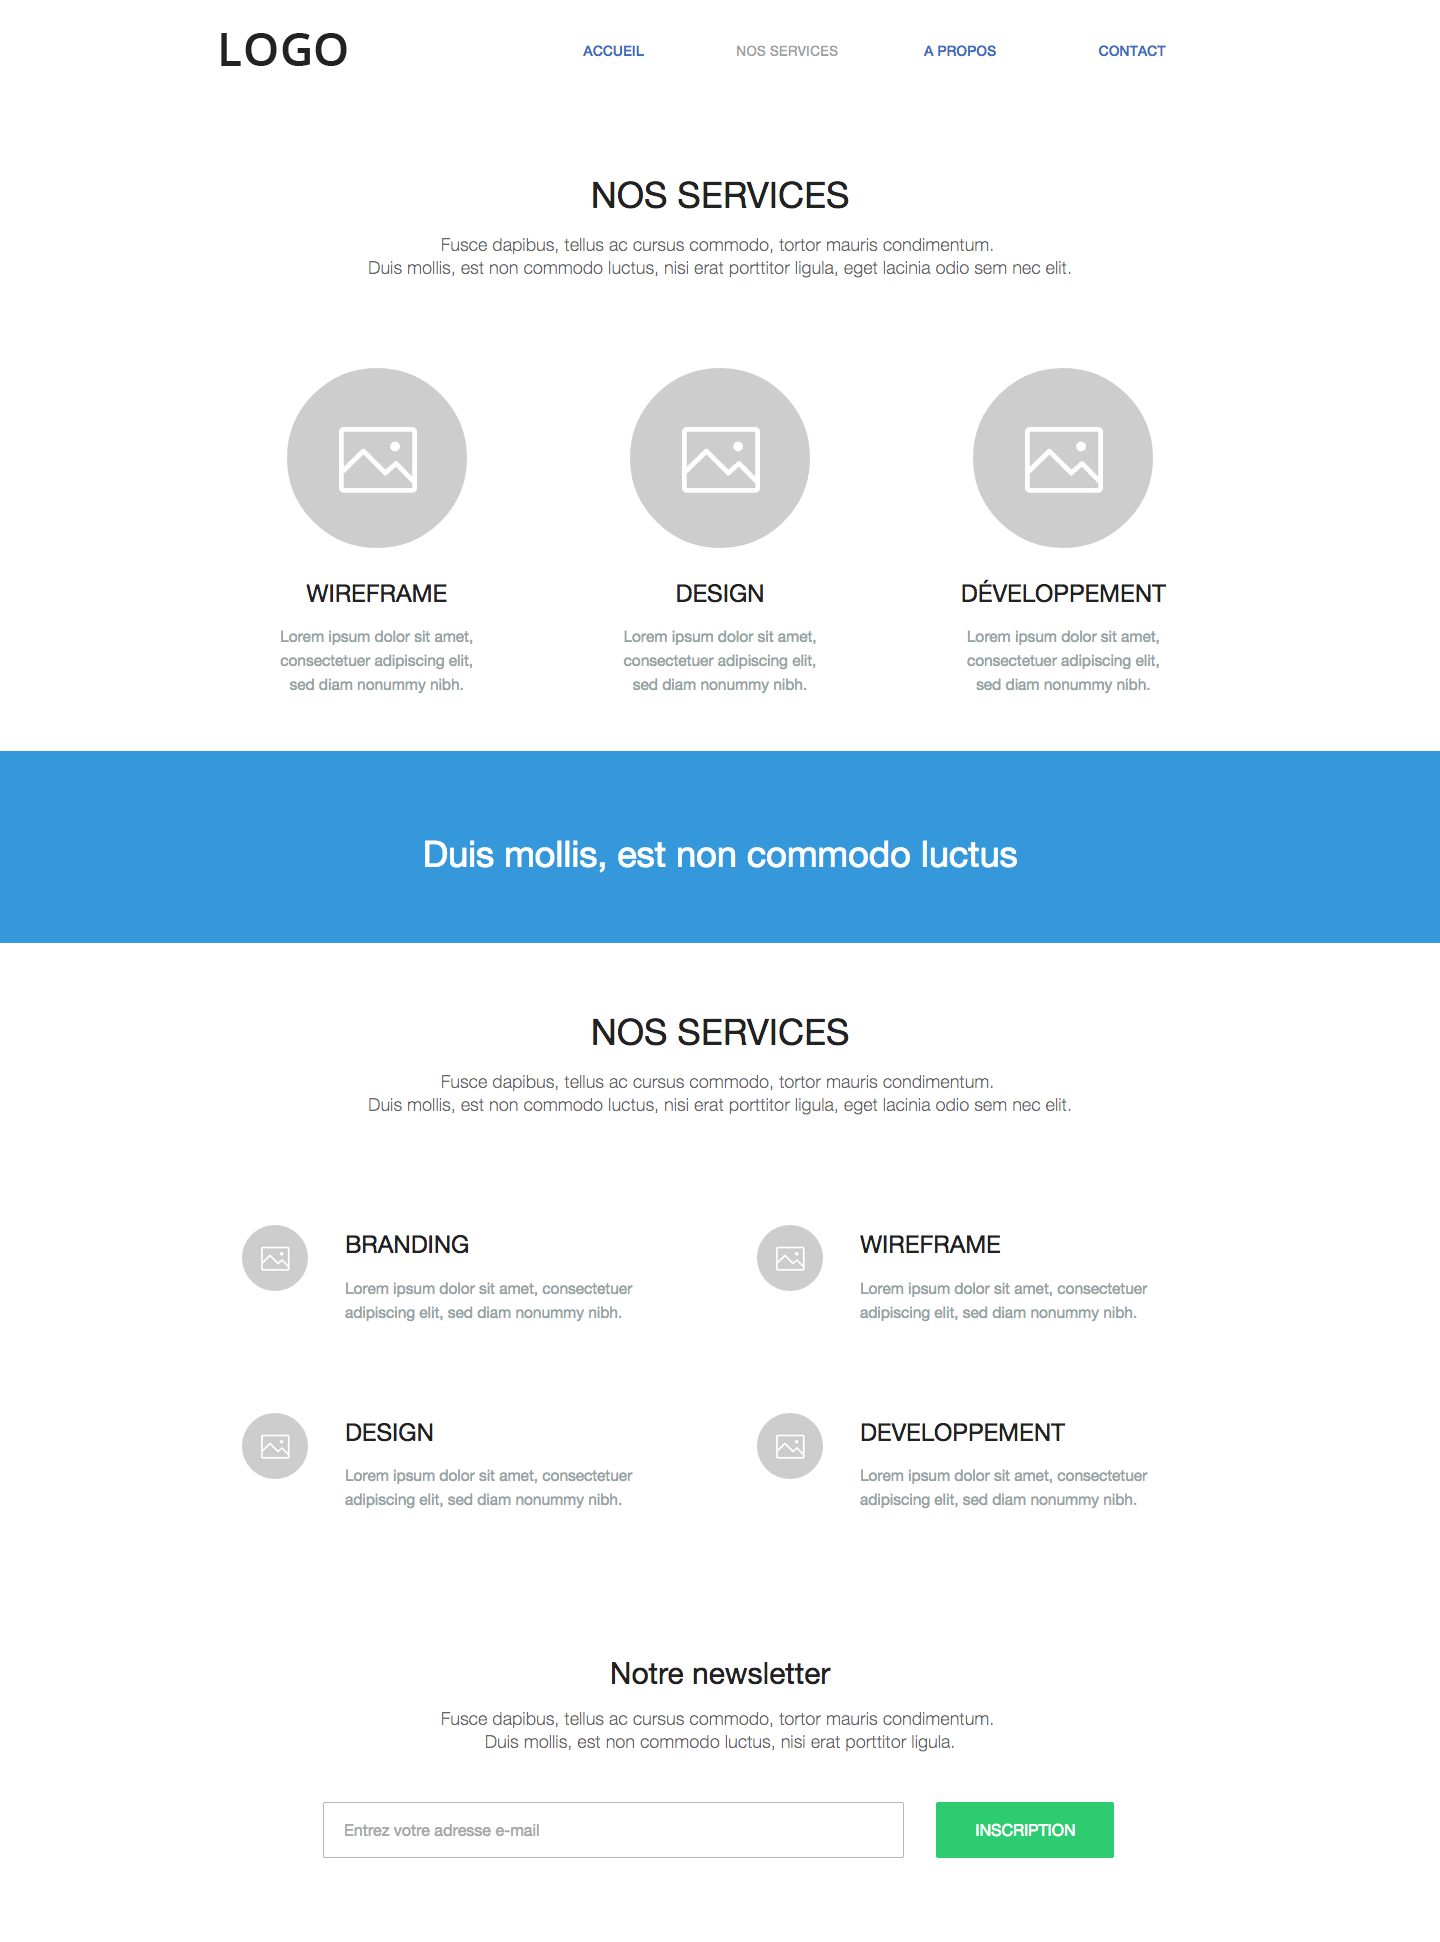 LOGO
ACCUEIL
NOS SERVICES
A PROPOS
CONTACT
NOS SERVICES
Fusce dapibus, tellus ac cursus commodo, tortor mauris condimentum.
Duis mollis, est non commodo luctus, nisi erat porttitor ligula, eget lacinia odio sem nec elit.
WIREFRAME
Lorem ipsum dolor sit amet,
consectetuer adipiscing elit,
sed diam nonummy nibh.
DESIGN
Lorem ipsum dolor sit amet,
consectetuer adipiscing elit,
sed diam nonummy nibh.
DÉVELOPPEMENT
Lorem ipsum dolor sit amet,
consectetuer adipiscing elit,
sed diam nonummy nibh.
Duis mollis, est non commodo luctus
NOS SERVICES
Fusce dapibus, tellus ac cursus commodo, tortor mauris condimentum.
Duis mollis, est non commodo luctus, nisi erat porttitor ligula, eget lacinia odio sem nec elit.
BRANDING
Lorem ipsum dolor sit amet, consectetuer
adipiscing elit, sed diam nonummy nibh.
WIREFRAME
Lorem ipsum dolor sit amet, consectetuer
adipiscing elit, sed diam nonummy nibh.
DESIGN
Lorem ipsum dolor sit amet, consectetuer
adipiscing elit, sed diam nonummy nibh.
DEVELOPPEMENT
Lorem ipsum dolor sit amet, consectetuer
adipiscing elit, sed diam nonummy nibh.
Notre newsletter
Fusce dapibus, tellus ac cursus commodo, tortor mauris condimentum.
Duis mollis, est non commodo luctus, nisi erat porttitor ligula.
Entrez votre adresse e-mail
INSCRIPTION